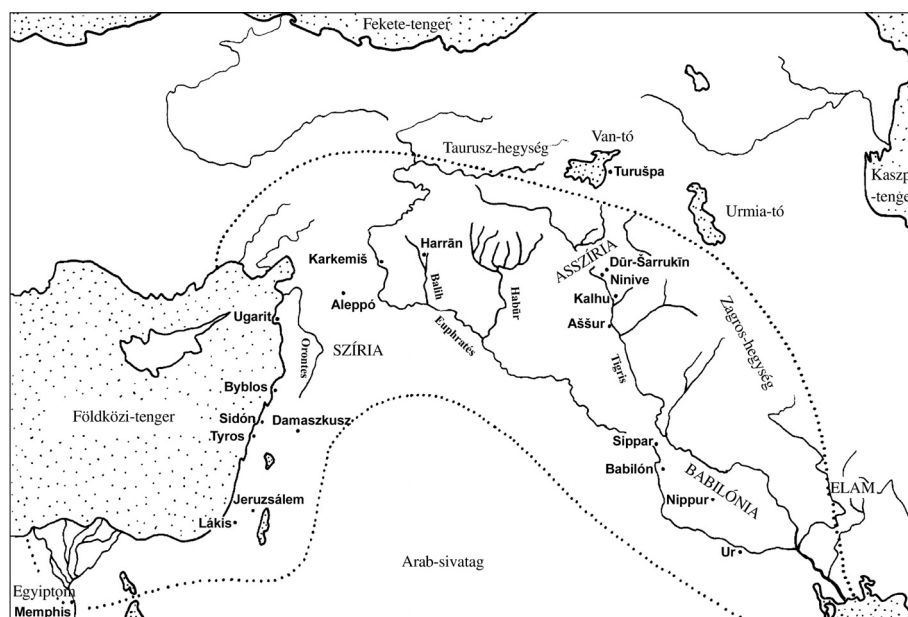 Fekete-tenger
Taurusz-hegység
Van-tó
Turušpa
Kaszp
-tenge
Urmia-tó
Harrān
Karkemiš
ASSZÍRIA
Dūr-Šarrukīn
Ninive
Balih
Habūr
Kalhu
Aleppó
Ugarit
Aššur
Euphratés
Zagros-hegység
Orontes
SZÍRIA
Tigris
Byblos
Földközi-tenger
Sidón
Damaszkusz
Tyros
Sippar
Babilón
BABILÓNIA
ELAM
Nippur
Jeruzsálem
Lákis
Ur
Arab-sivatag
Egyiptom
Memphis